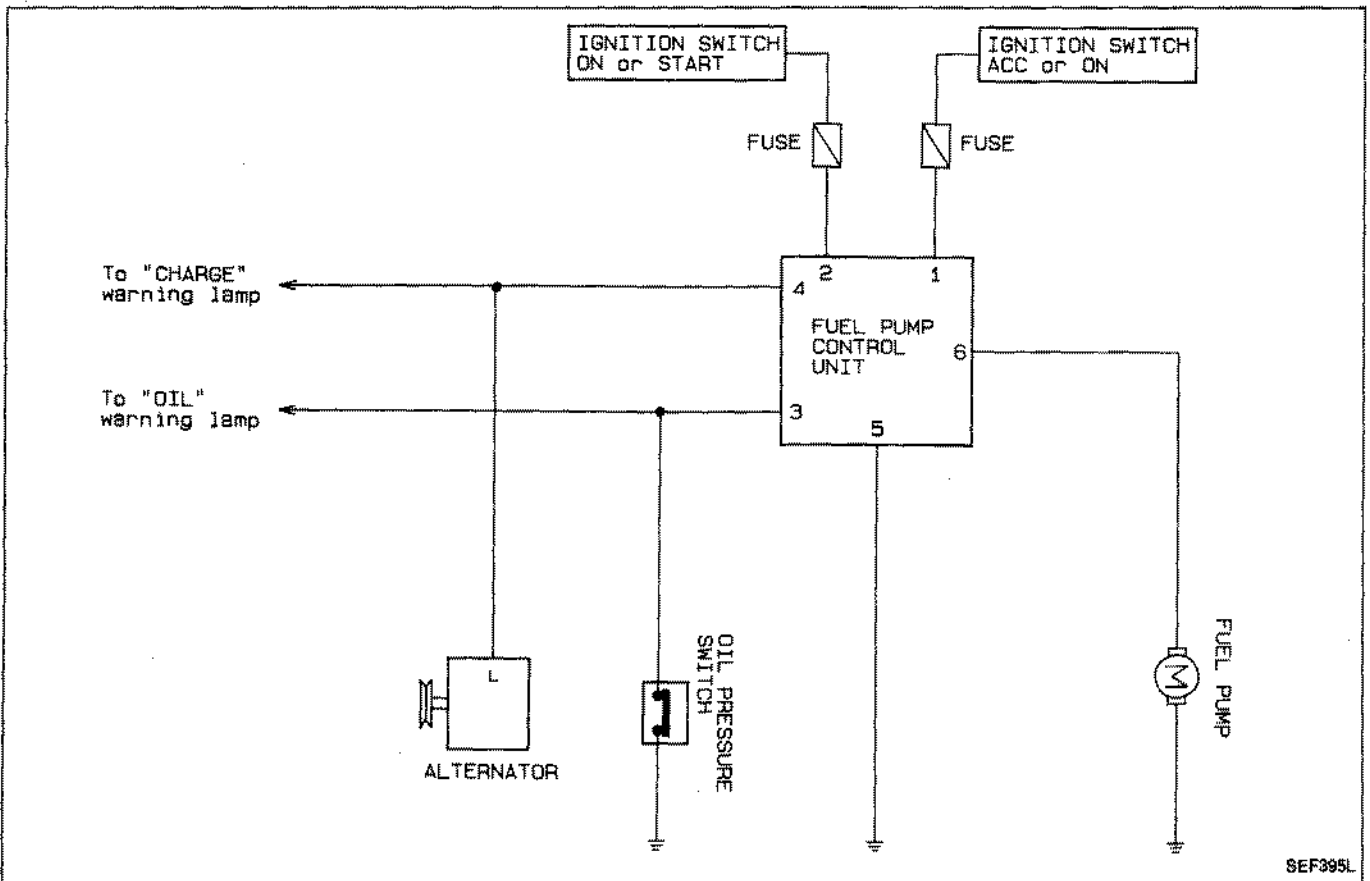 IGNITION SWITCH
ON or START
IGNITION SWITCH
ACC or ON
FUSE
FUSE
To "CHARGE"
warning lamp
2
1
4
FUEL PUMP
CONTROL
UNIT
6
To "OIL"
warning lamp
3
5
L
ALTERNATOR
OIL PRESSURE
SWITCH
M
FUEL PUMP
SEF395L